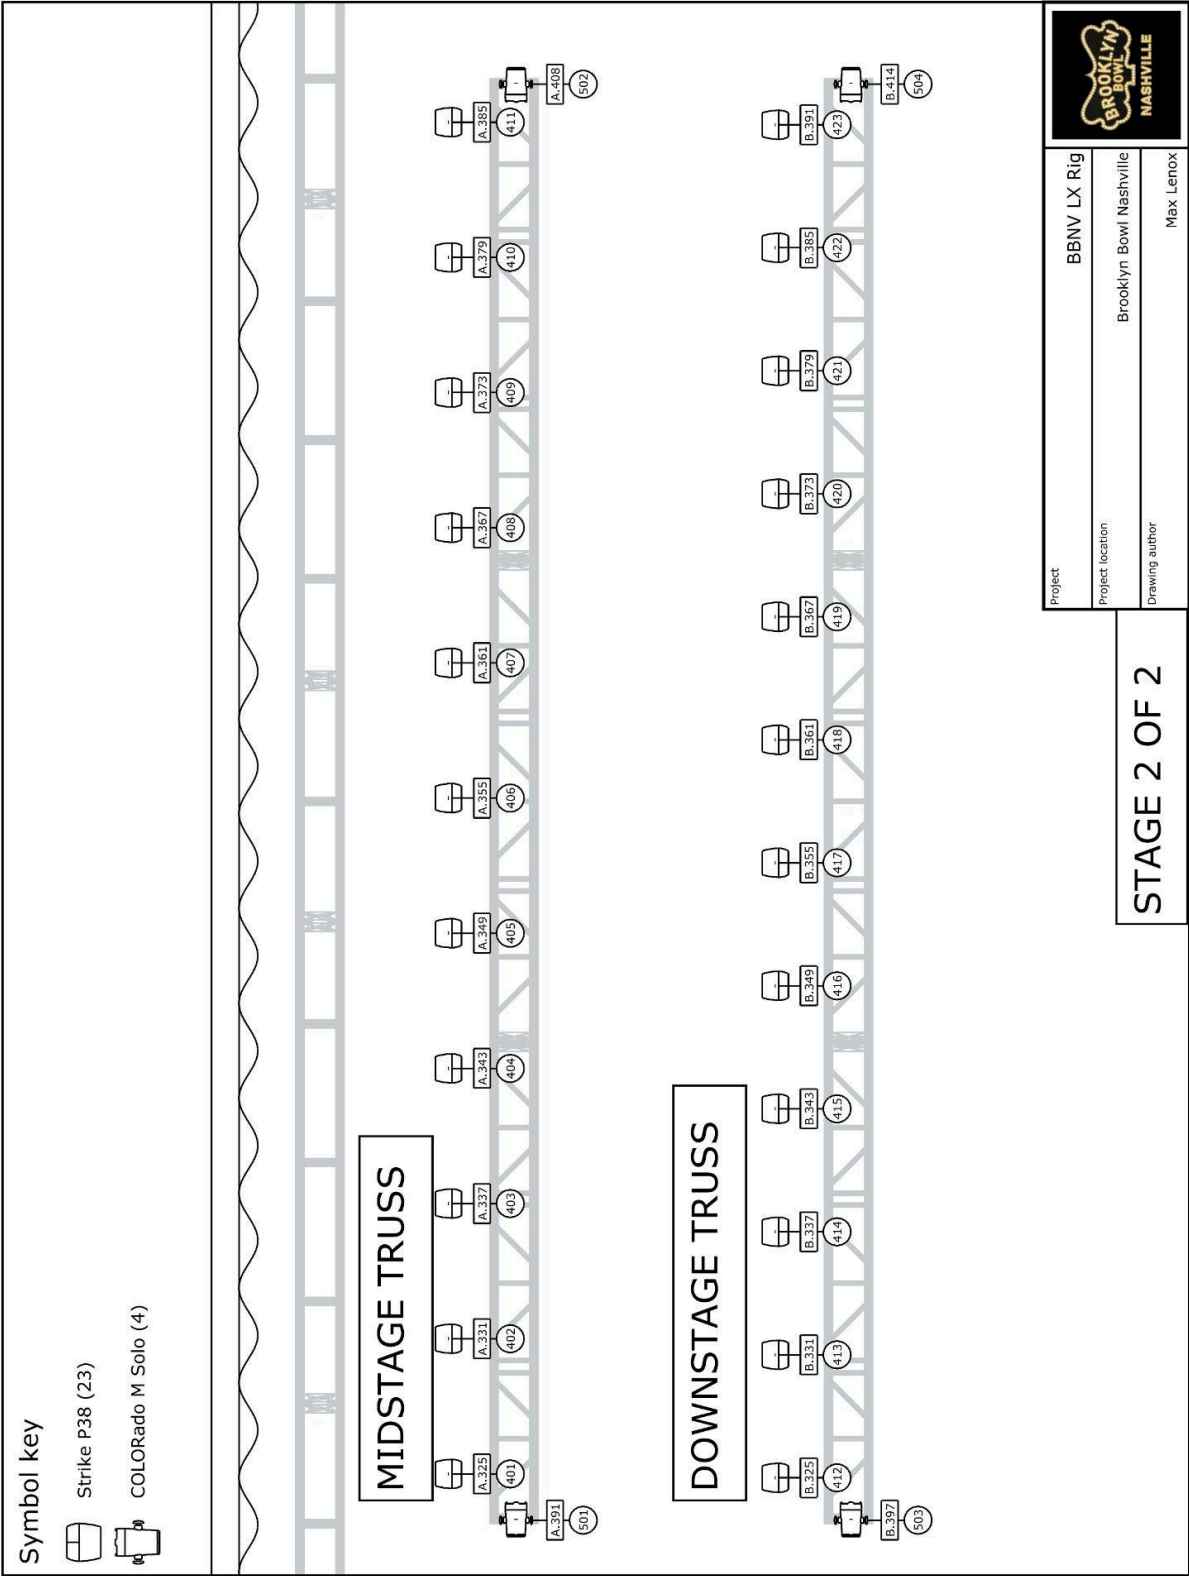 Symbol key
Strike P38 (23)
COLORado M Solo (4)
MIDSTAGE TRUSS
A.325 A.331 A.337 A.343 A.349 A.355 A.361 A.367 A.373 A.379 A.385
401 402 403 404 405 406 407 408 409 410 411
A.391 A.408
501 502
DOWNSTAGE TRUSS
B.325 B.331 B.337 B.343 B.349 B.355 B.361 B.367 B.373 B.379 B.385 B.391
412 413 414 415 416 417 418 419 420 421 422 423
B.397 B.414
503 504
STAGE 2 OF 2
Project
BBNV LX Rig
Project location
Brooklyn Bowl Nashville
Drawing author
Max Lenox
BROOKLYN
BOWL
NASHVILLE